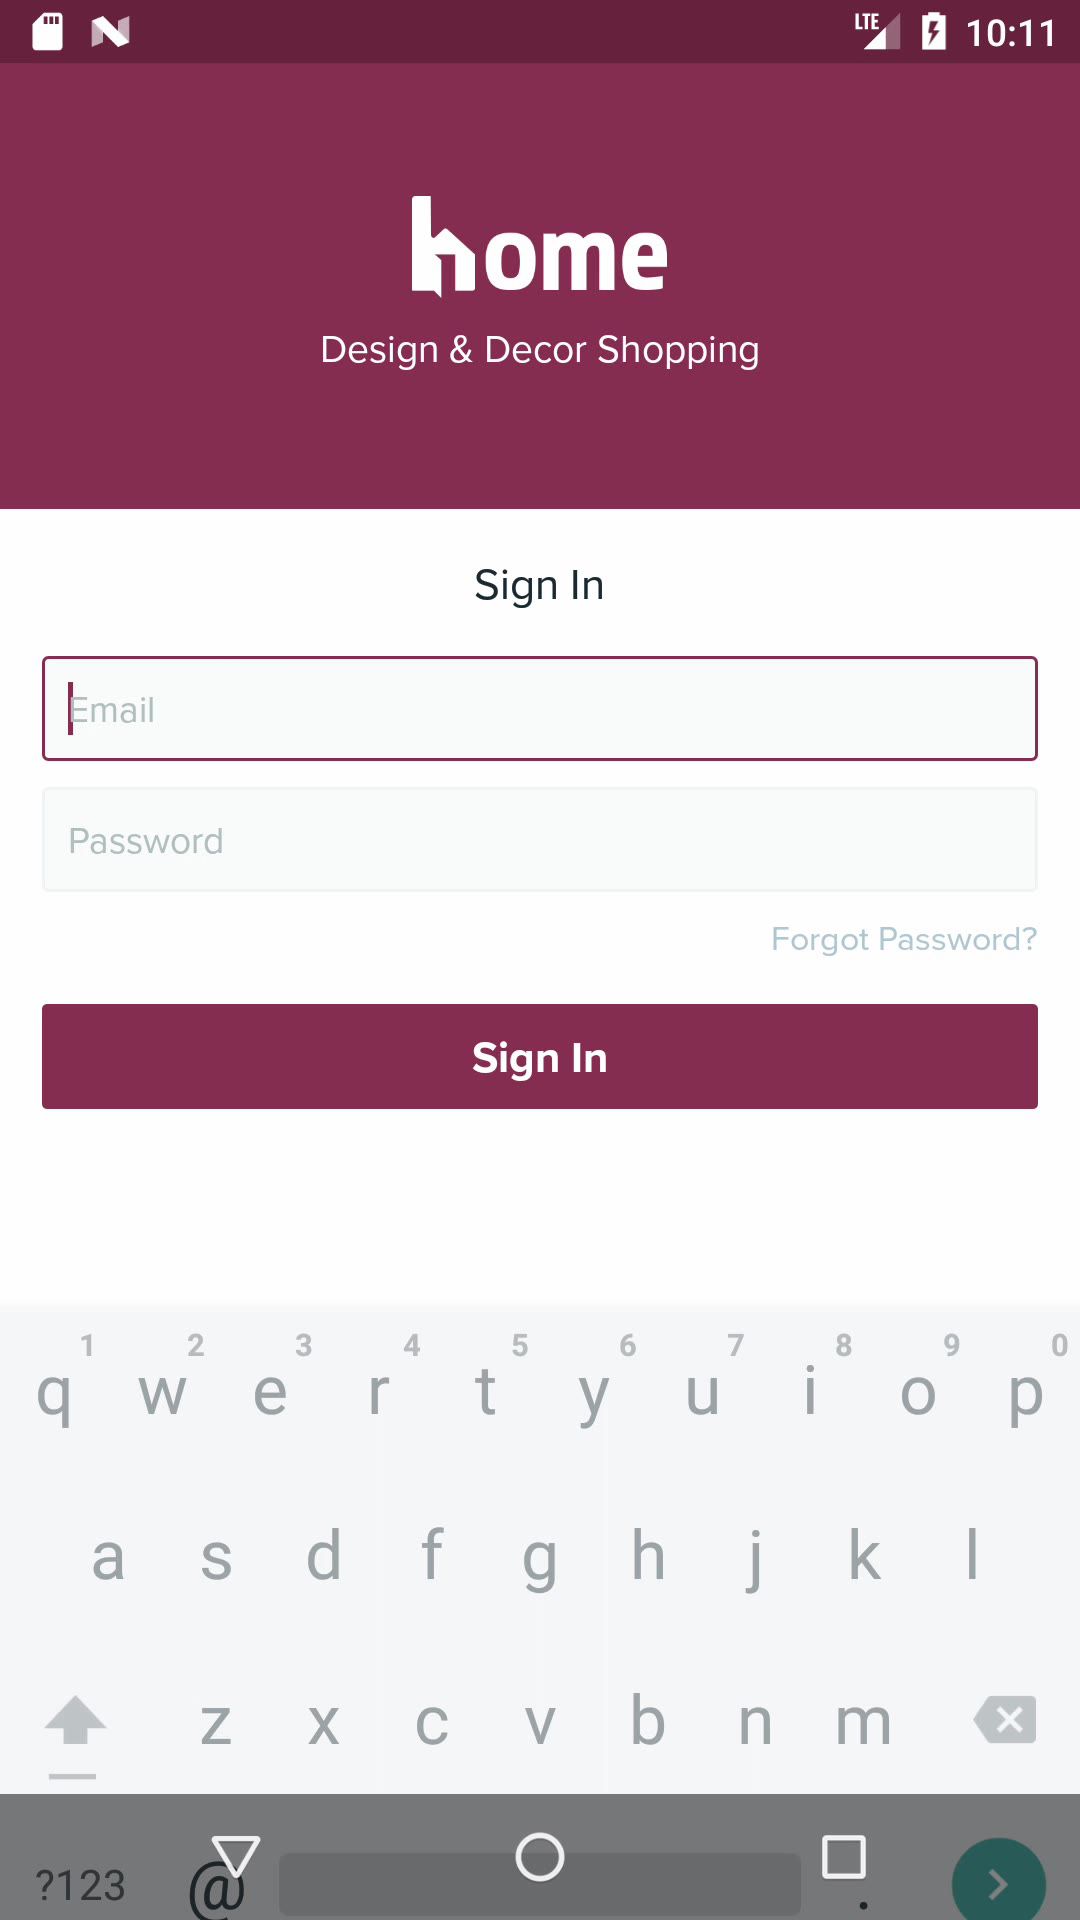 LTE 10:11
home
Design & Decor Shopping
Sign In
Email
Password
Forgot Password?
Sign In
1 2 3 4 5 6 7 8 9 0
q w e r t y u i o p
a s d f g h j k l
z x c v b n m
?123 @ .